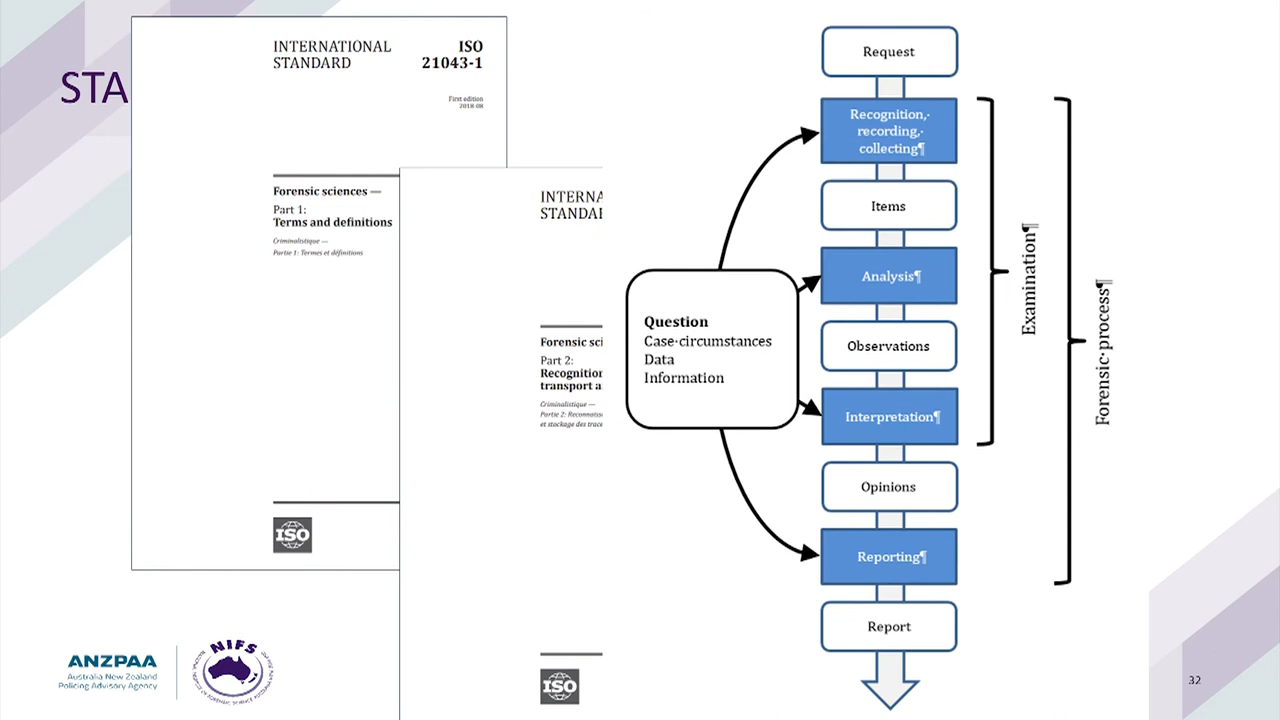 STA
INTERNATIONAL
STANDARD
ISO
21043-1
First edition
2018-08
Forensic sciences —
Part 1:
Terms and definitions
Criminalistique —
Partie 1: Termes et définitions
ISO
INTERNA
STANDAR
Forensic sci
Part 2:
Recognition
transport a
Criminalistique —
Partie 2: Reconnaiss
et stockage des trace
ISO
Question
Case·circumstances
Data
Information
Request
Recognition,·
recording,·
collecting¶
Items
Analysis¶
Observations
Interpretation¶
Opinions
Reporting¶
Report
Examination¶
Forensic·process¶
ANZPAA
Australia New Zealand
Policing Advisory Agency
NIFS
32